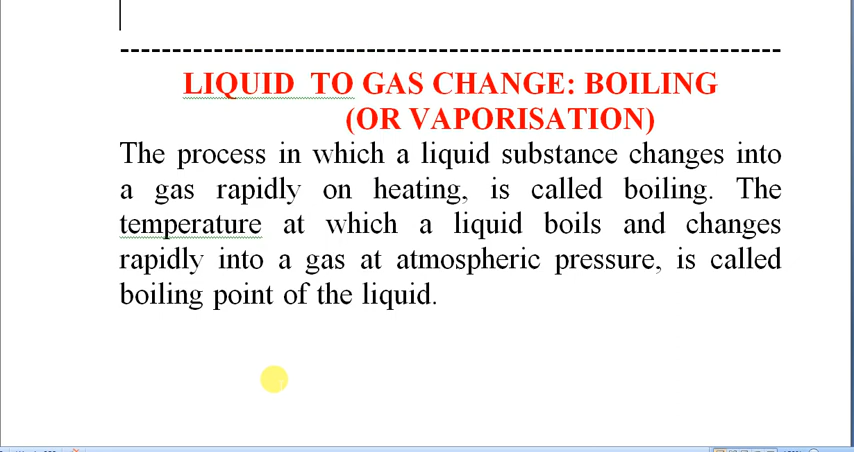 ----------------------------------------------------------------
LIQUID TO GAS CHANGE: BOILING
(OR VAPORISATION)
The process in which a liquid substance changes into
a gas rapidly on heating, is called boiling. The
temperature at which a liquid boils and changes
rapidly into a gas at atmospheric pressure, is called
boiling point of the liquid.